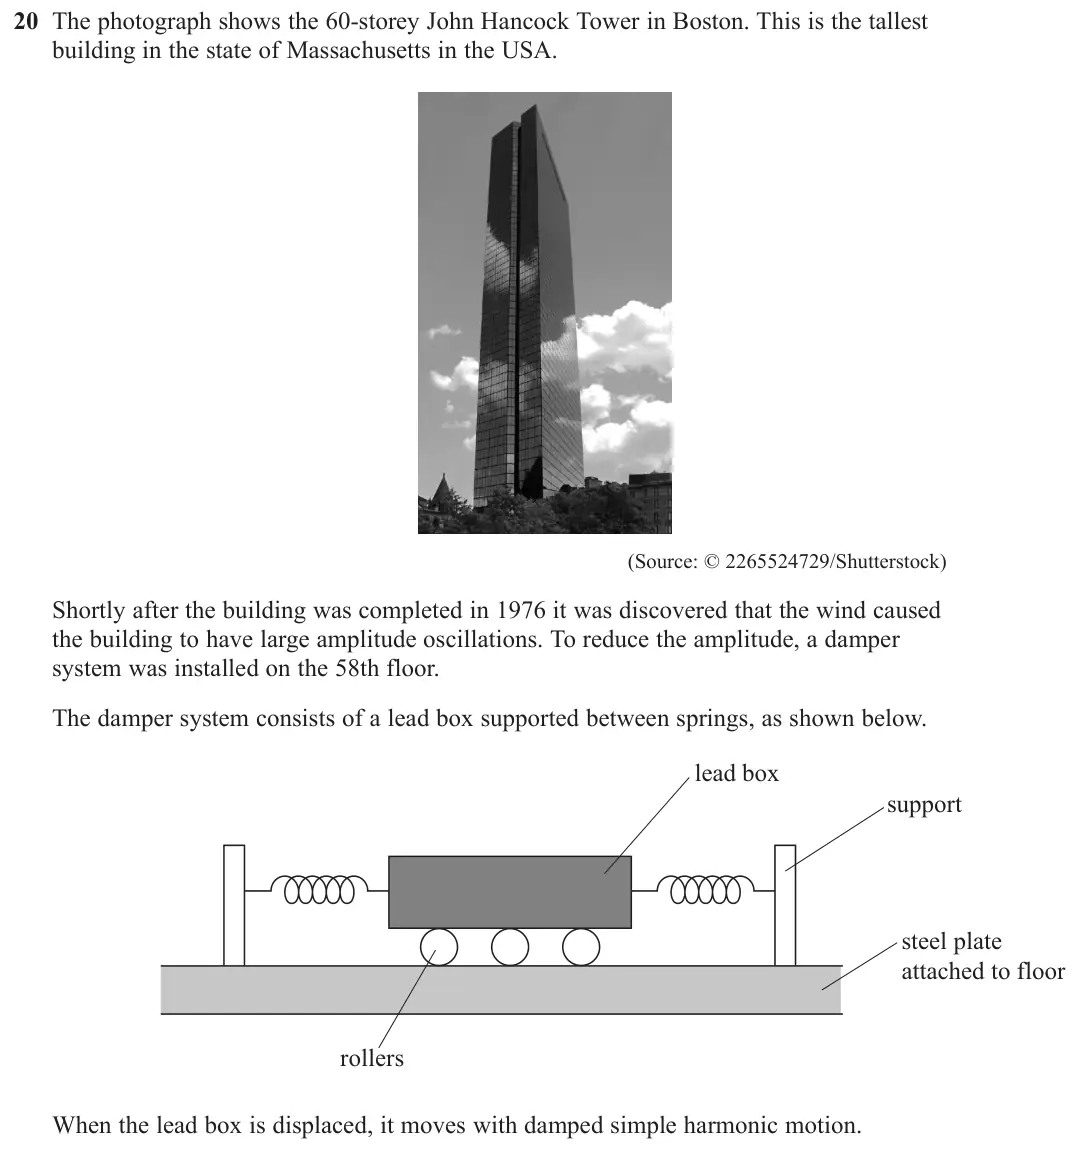 20 The photograph shows the 60-storey John Hancock Tower in Boston. This is the tallest
building in the state of Massachusetts in the USA.
(Source: © 2265524729/Shutterstock)
Shortly after the building was completed in 1976 it was discovered that the wind caused
the building to have large amplitude oscillations. To reduce the amplitude, a damper
system was installed on the 58th floor.
The damper system consists of a lead box supported between springs, as shown below.
lead box
support
steel plate
attached to floor
rollers
When the lead box is displaced, it moves with damped simple harmonic motion.